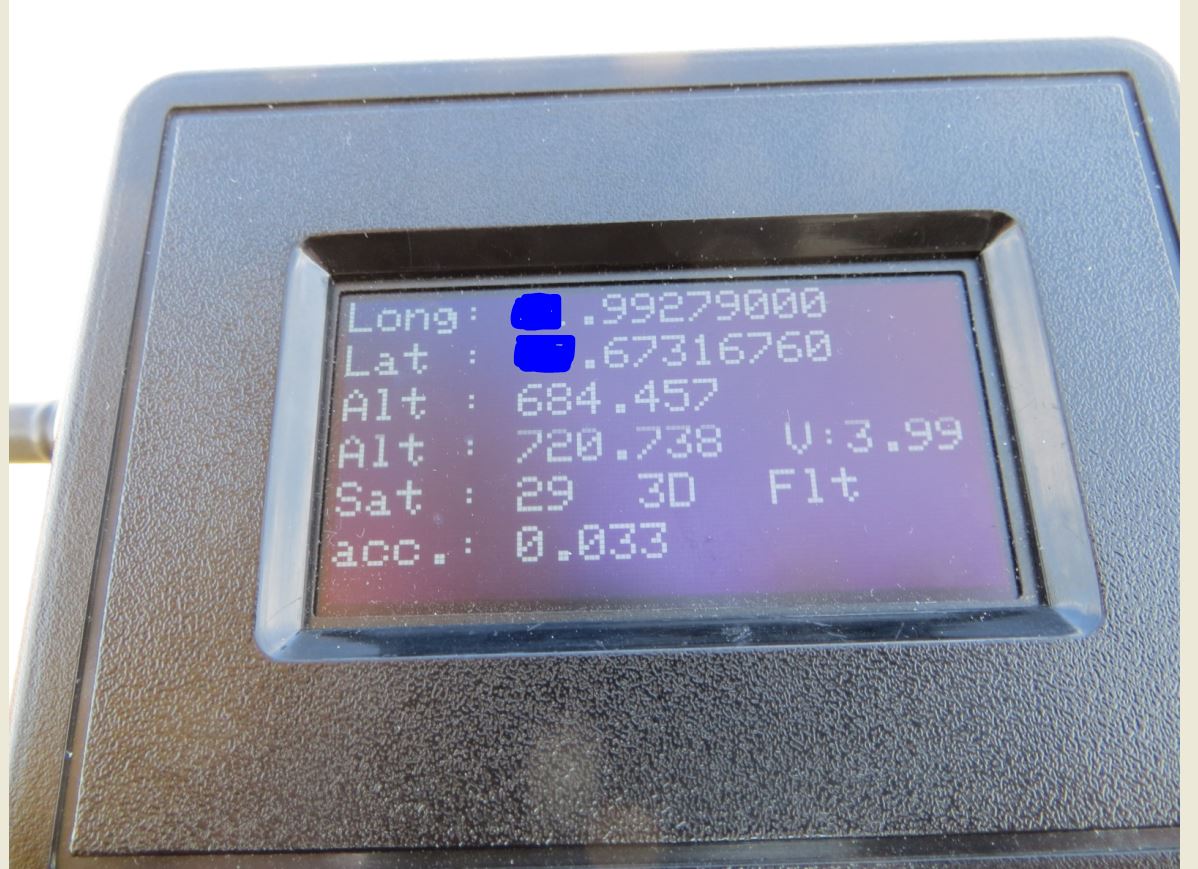 Long: .99279000
Lat : .67316760
Alt : 684.457
Alt : 720.738 V:3.99
Sat : 29 3D Flt
acc.: 0.033